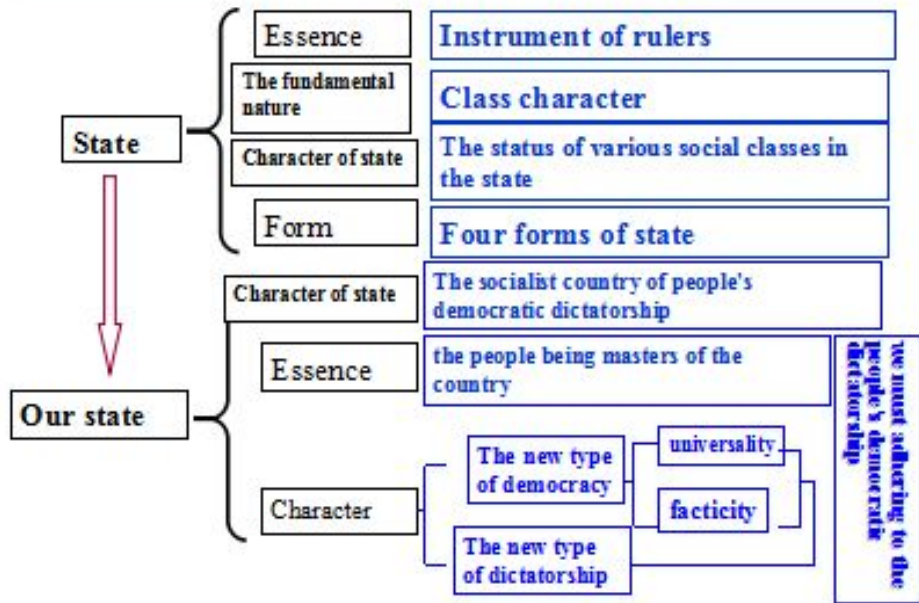 Essence
Instrument of rulers
The fundamental
nature
Class character
State
Character of state
The status of various social classes in
the state
Form
Four forms of state
Character of state
The socialist country of people's
democratic dictatorship
Essence
the people being masters of the
country
Our state
Character
The new type
of democracy
universality
facticity
The new type
of dictatorship
we must adhering to the
people's democratic
dictatorship